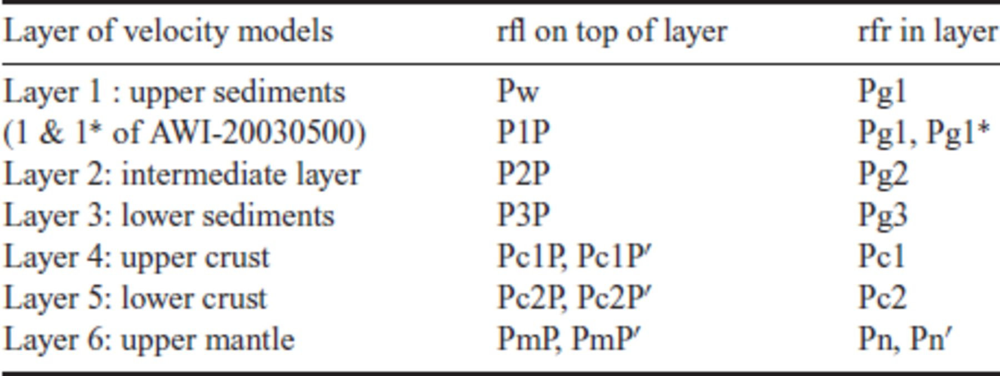 Layer of velocity models rfl on top of layer rfr in layer
Layer 1 : upper sediments Pw Pg1
(1 & 1* of AWI-20030500) P1P Pg1, Pg1*
Layer 2: intermediate layer P2P Pg2
Layer 3: lower sediments P3P Pg3
Layer 4: upper crust Pc1P, Pc1P′ Pc1
Layer 5: lower crust Pc2P, Pc2P′ Pc2
Layer 6: upper mantle PmP, PmP′ Pn, Pn′